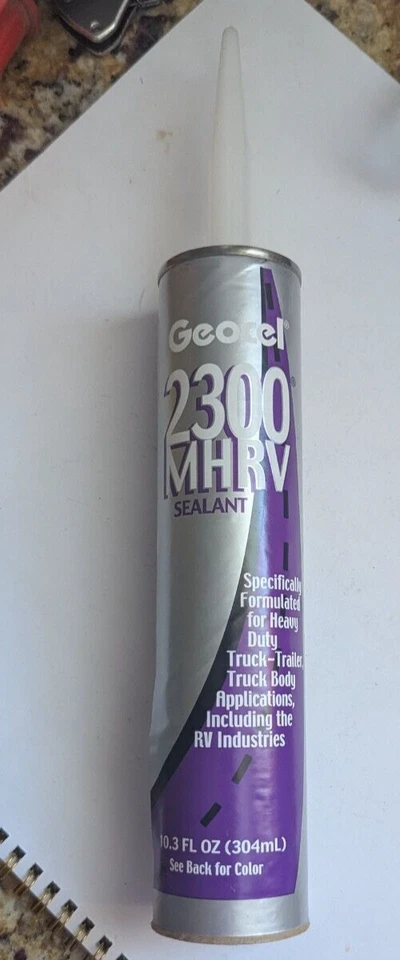 Geocel®
2300®
MHRV
SEALANT
Specifically
Formulated
for Heavy
Duty
Truck-Trailer,
Truck Body
Applications,
Including the
RV Industries
10.3 FL OZ (304mL)
See Back for Color